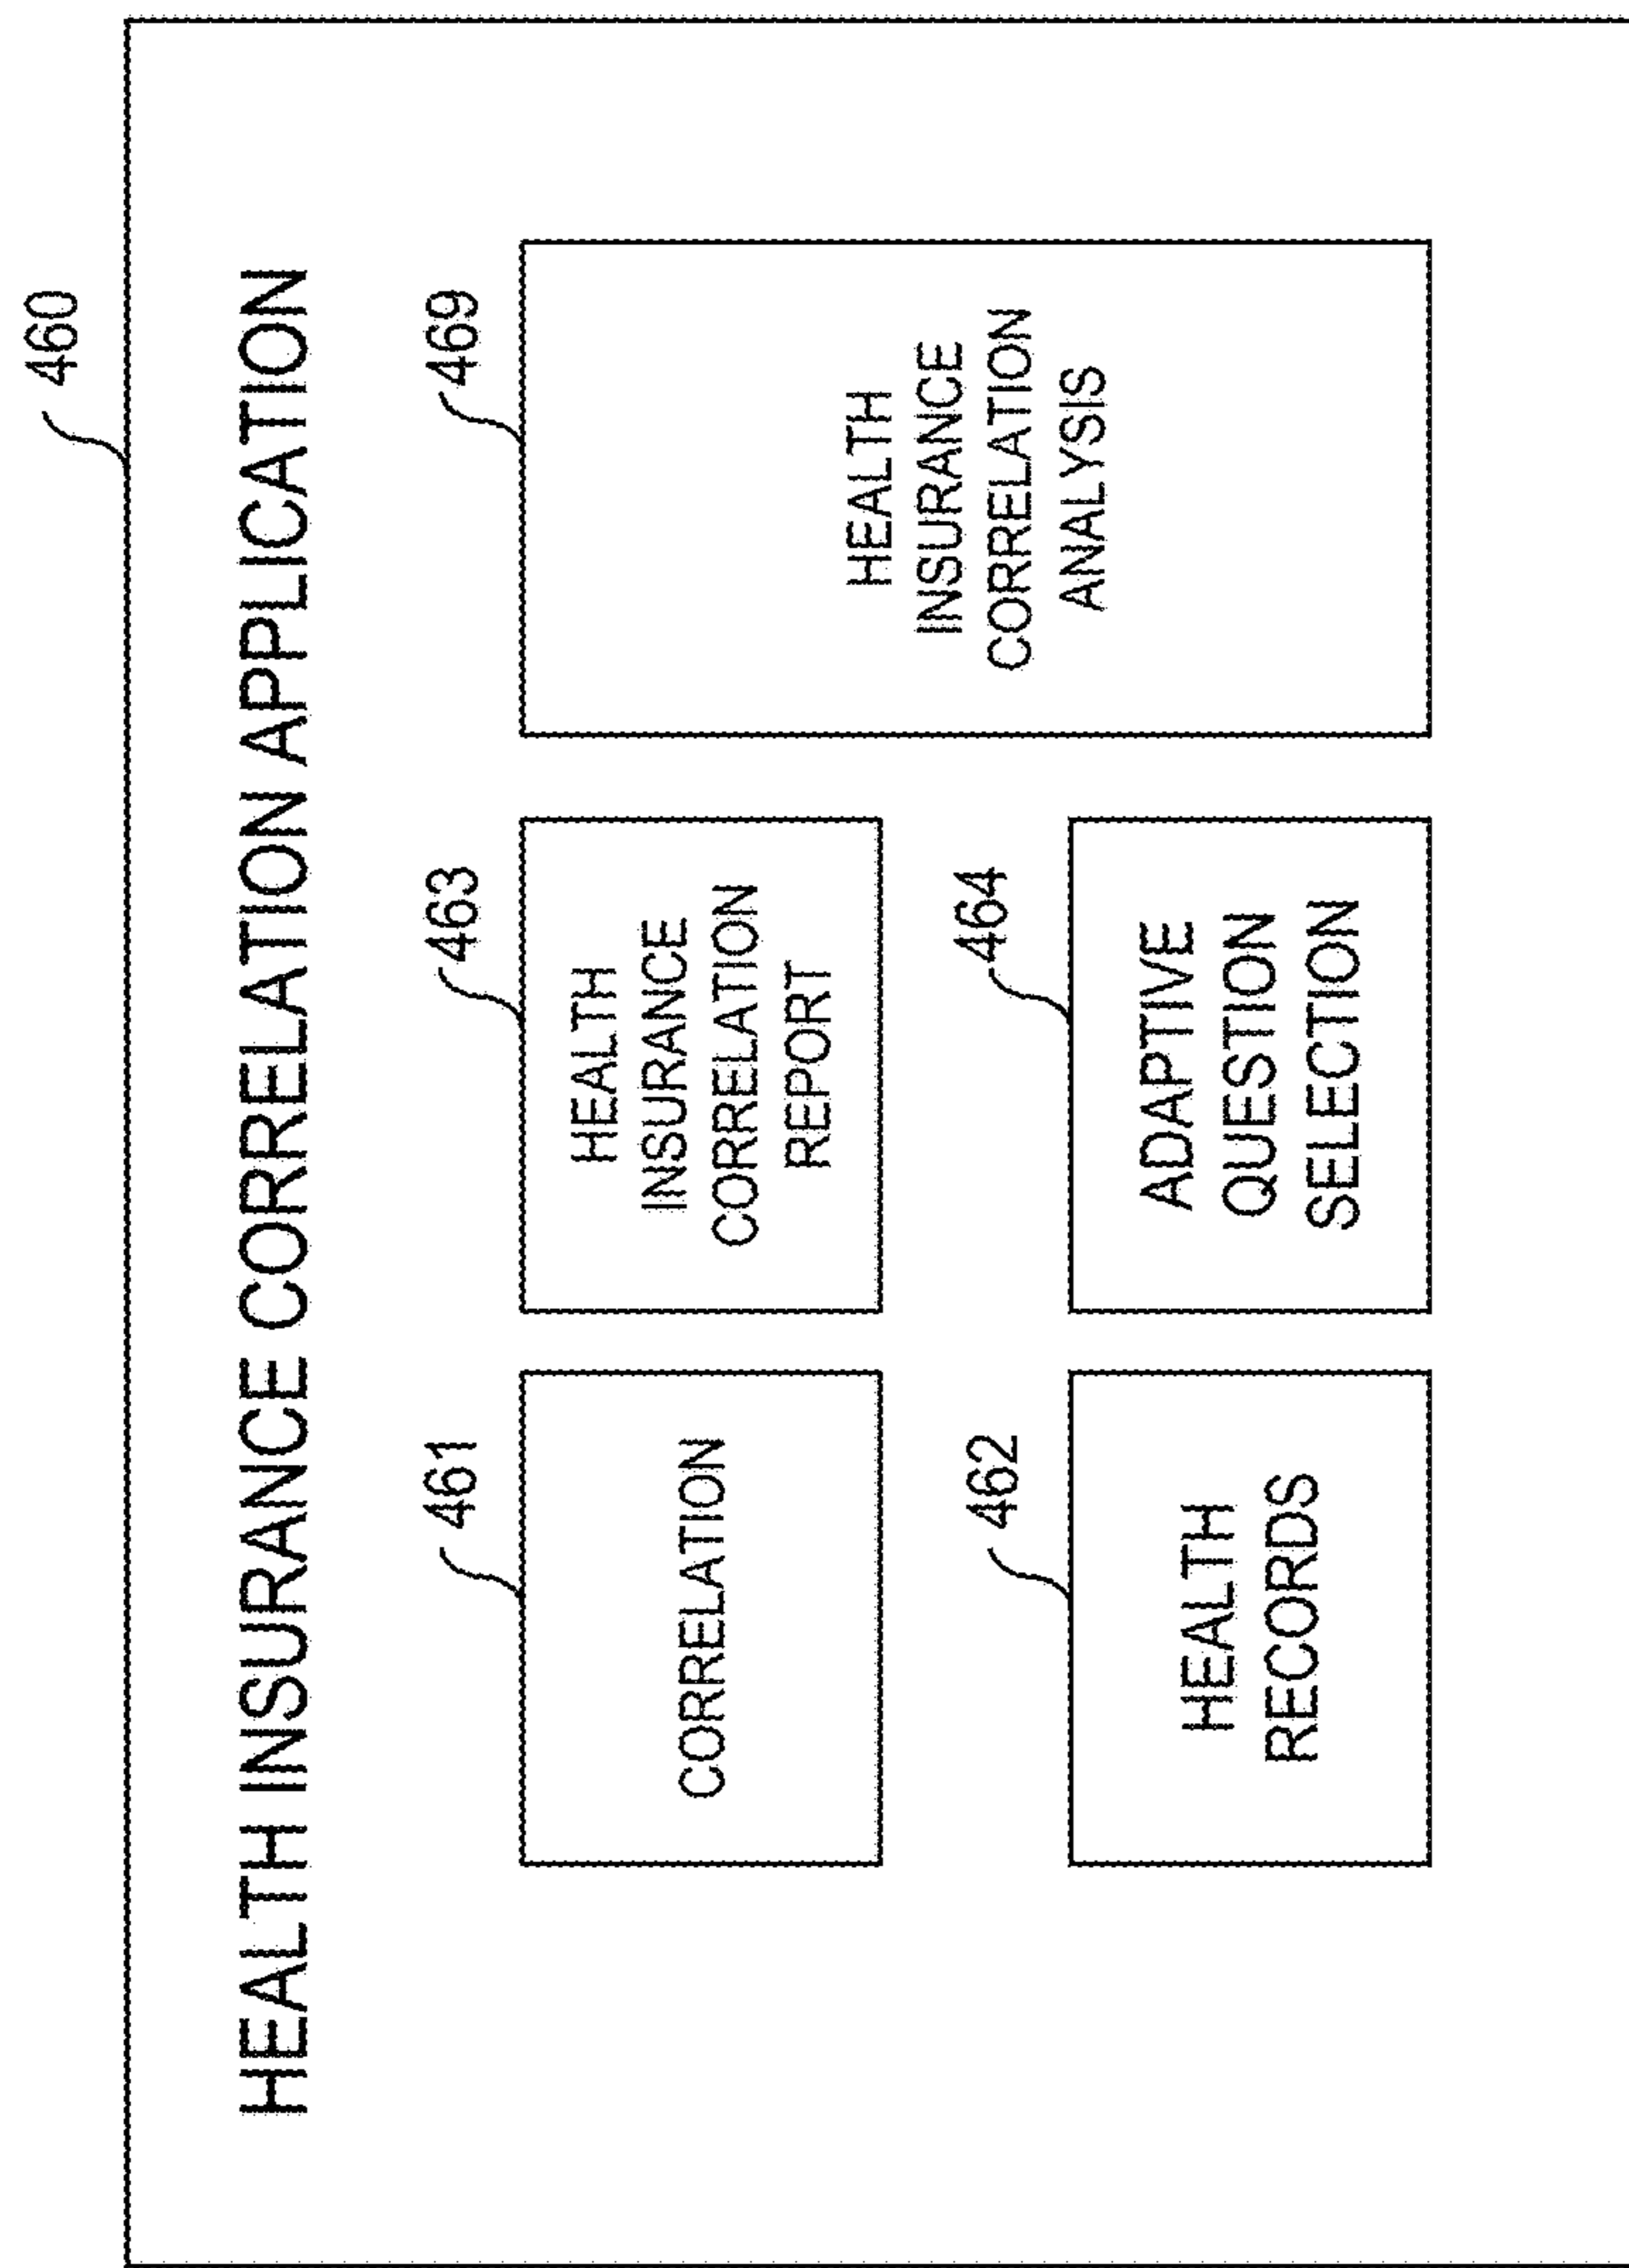 460
HEALTH INSURANCE CORRELATION APPLICATION
461
CORRELATION
463
HEALTH
INSURANCE
CORRELATION
REPORT
469
HEALTH
INSURANCE
CORRELATION
ANALYSIS
462
HEALTH
RECORDS
464
ADAPTIVE
QUESTION
SELECTION